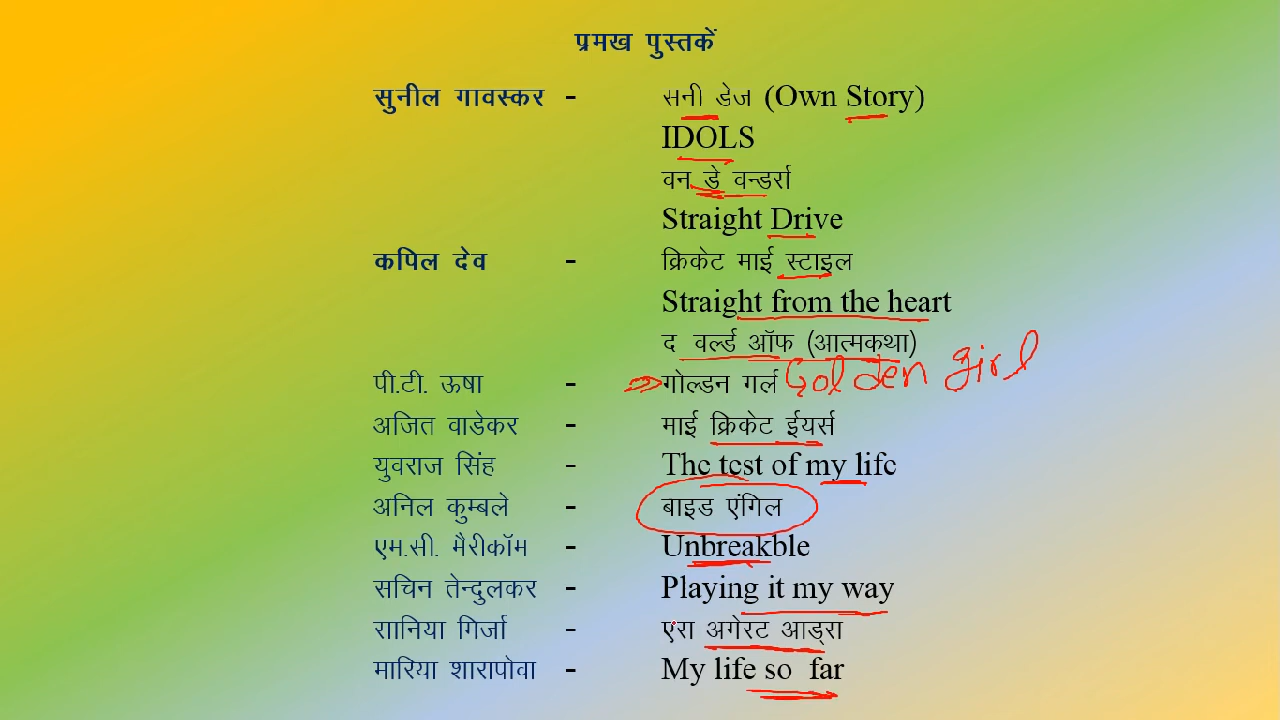 प्रमख पुस्तकें
सुनील गावस्कर - सनी डेज (Own Story)
IDOLS
वन डे वन्डर्रा
Straight Drive
कपिल देव - क्रिकेट माई स्टाइल
Straight from the heart
द वर्ल्ड ऑफ (आत्मकथा)
पी.टी. ऊषा - गोल्डन गर्ल Golden girl
अजित वाडेकर - माई क्रिकेट ईयर्स
युवराज सिंह - The test of my life
अनिल कुम्बले - बाइड एंगिल
एम.सी. मैरीकॉम - Unbreakble
सचिन तेन्दुलकर - Playing it my way
सानिया मिर्जा - एस अगेस्ट आड्स
मारिया शारापोवा - My life so far